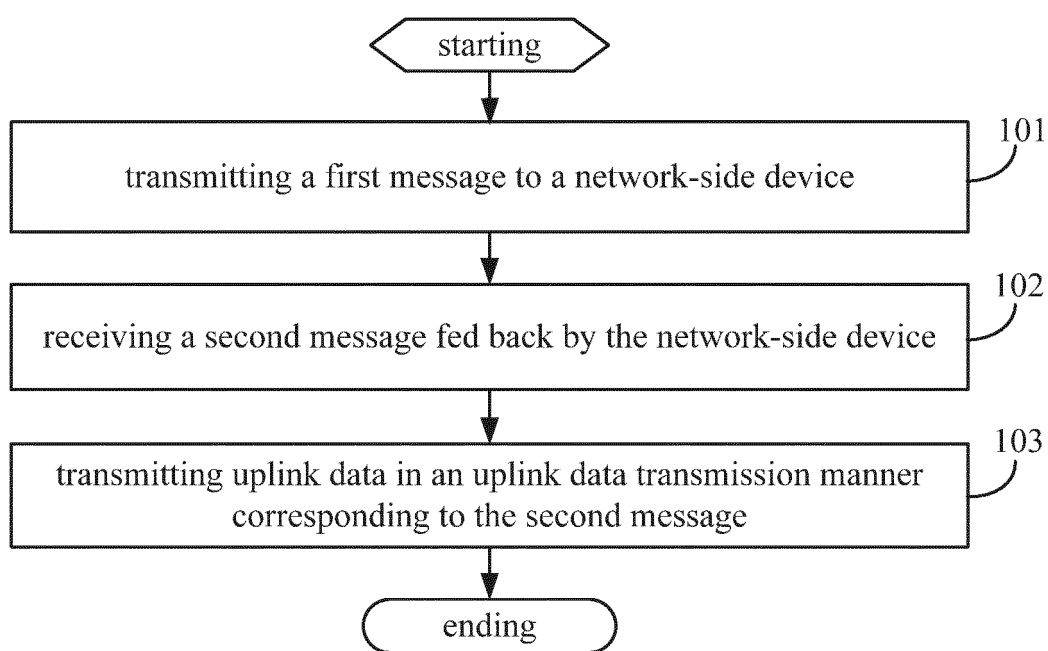 starting
101
transmitting a first message to a network-side device
102
receiving a second message fed back by the network-side device
103
transmitting uplink data in an uplink data transmission manner
corresponding to the second message
ending